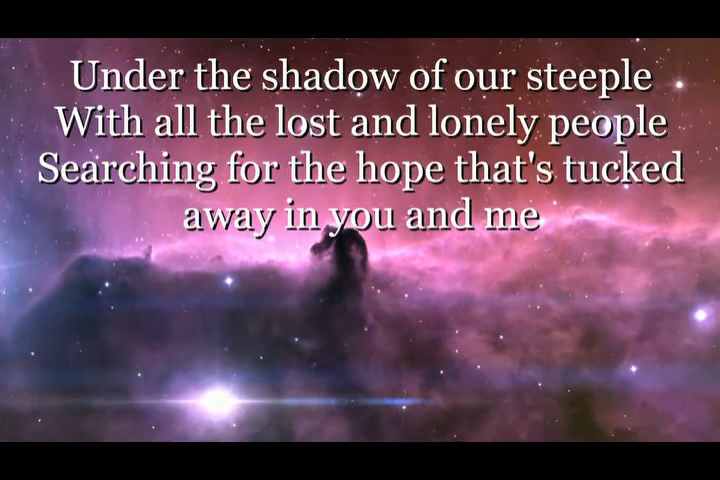 Under the shadow of our steeple
With all the lost and lonely people
Searching for the hope that's tucked
away in you and me